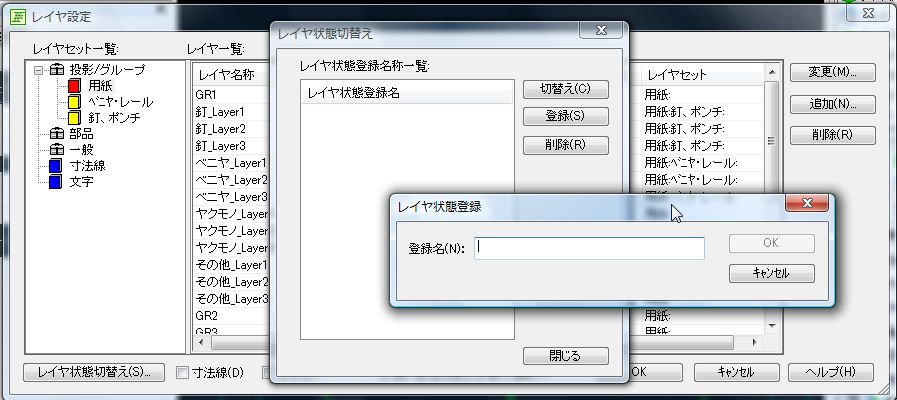 レイヤ設定
レイヤセット一覧:
投影/グループ
用紙
ベニヤ・レール
釘、ポンチ
部品
一般
寸法線
文字
レイヤー覧:
レイヤ名称
GR1
釘_Layer1
釘_Layer2
釘_Layer3
ベニヤ_Layer1
ベニヤ_Layer2
ベニヤ_Layer3
ヤクモノ_Layer
ヤクモノ_Layer
ヤクモノ_Layer
その他_Layer1
その他_Layer2
その他_Layer3
GR2
GR3
レイヤセット
用紙:
用紙:釘、ポンチ:
用紙:釘、ポンチ:
用紙:釘、ポンチ:
用紙:ベニヤ・レール:
用紙:ベニヤ・レール:
用紙:
用紙:
変更(M)...
追加(N)...
削除(R)
レイヤ状態切替え
レイヤ状態登録名称一覧:
レイヤ状態登録名
切替え(C)
登録(S)
削除(R)
閉じる
レイヤ状態登録
登録名(N):
OK
キャンセル
レイヤ状態切替え(S)...
寸法線(D)
OK
キャンセル
ヘルプ(H)